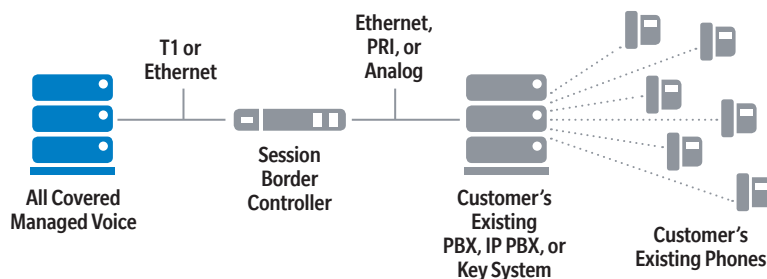 T1 or
Ethernet
Ethernet,
PRI, or
Analog
All Covered
Managed Voice
Session
Border
Controller
Customer's
Existing
PBX, IP PBX, or
Key System
Customer's
Existing Phones